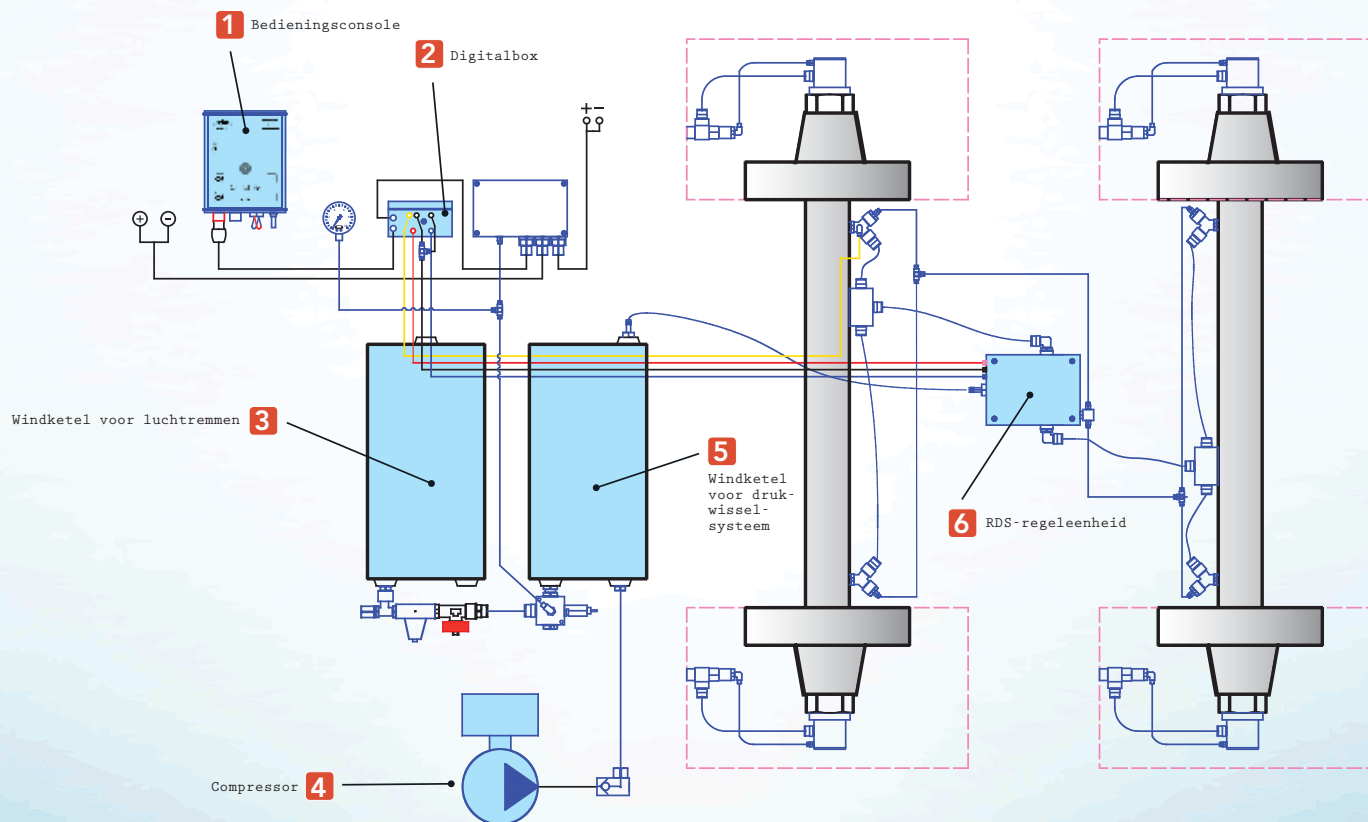 1 Bedieningsconsole
2 Digitalbox
+ −
+ −
Windketel voor luchtremmen 3
5
Windketel
voor druk-
wissel-
systeem
6 RDS-regeleenheid
Compressor 4